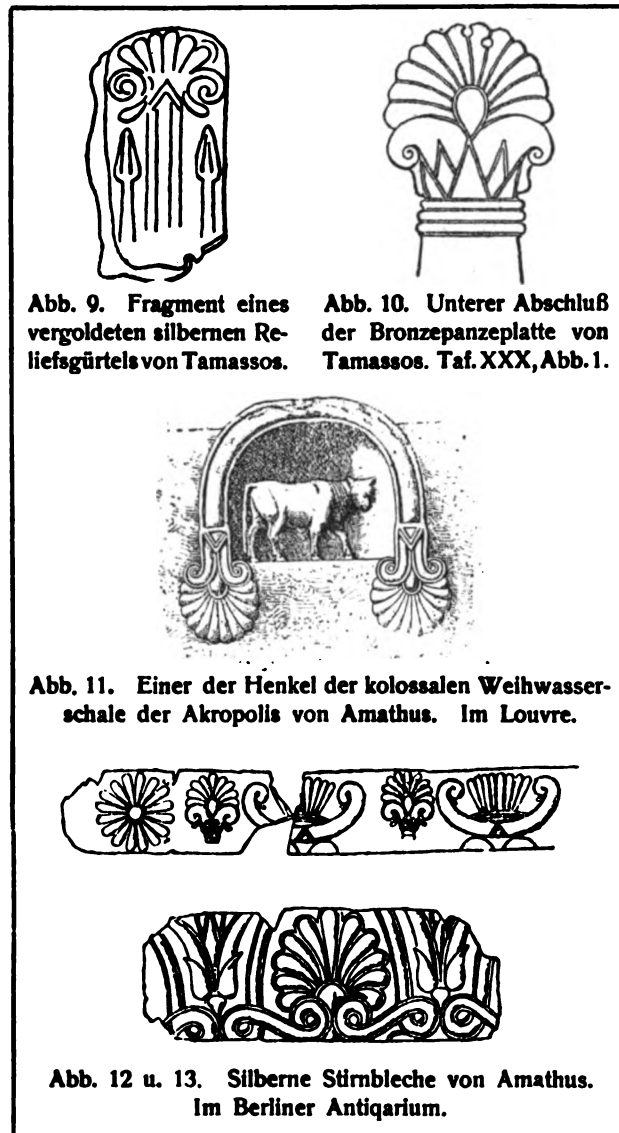 Abb. 9. Fragment eines
vergoldeten silbernen Re-
liefsgürtels von Tamassos.
Abb. 10. Unterer Abschluß
der Bronzepanzeplatte von
Tamassos. Taf. XXX, Abb. 1.
Abb. 11. Einer der Henkel der kolossalen Weihwasser-
schale der Akropolis von Amathus. Im Louvre.
Abb. 12 u. 13. Silberne Stirnbleche von Amathus.
Im Berliner Antiqarium.